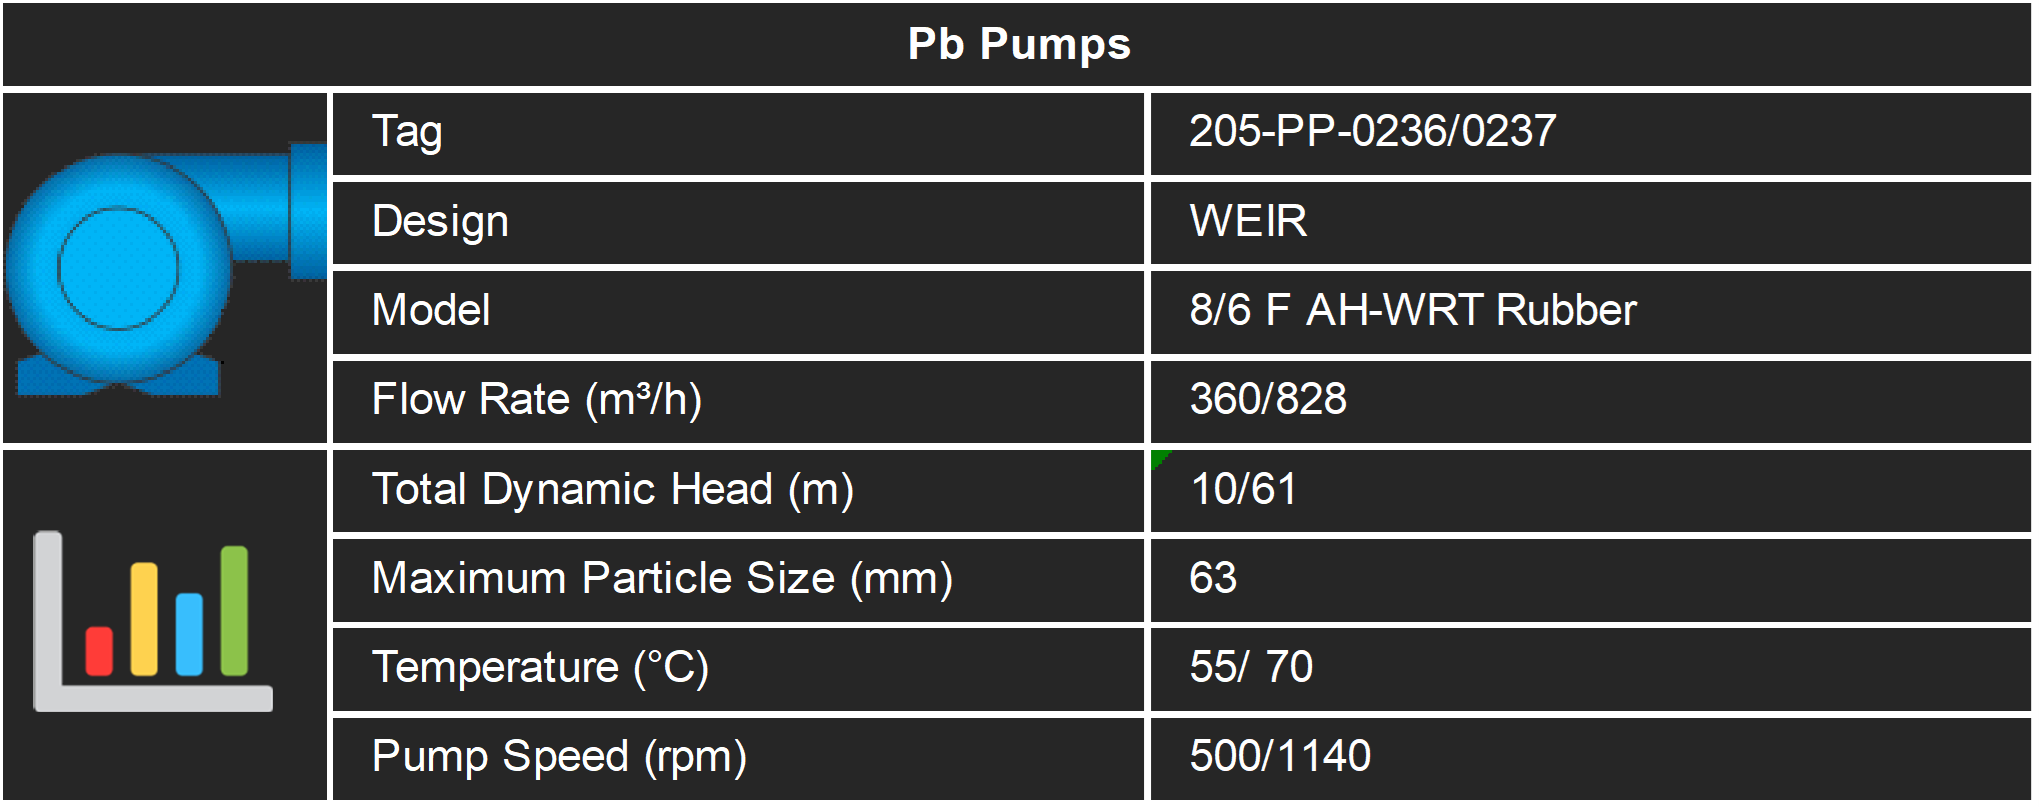 Pb Pumps
Tag 205-PP-0236/0237
Design WEIR
Model 8/6 F AH-WRT Rubber
Flow Rate (m³/h) 360/828
Total Dynamic Head (m) 10/61
Maximum Particle Size (mm) 63
Temperature (°C) 55/ 70
Pump Speed (rpm) 500/1140